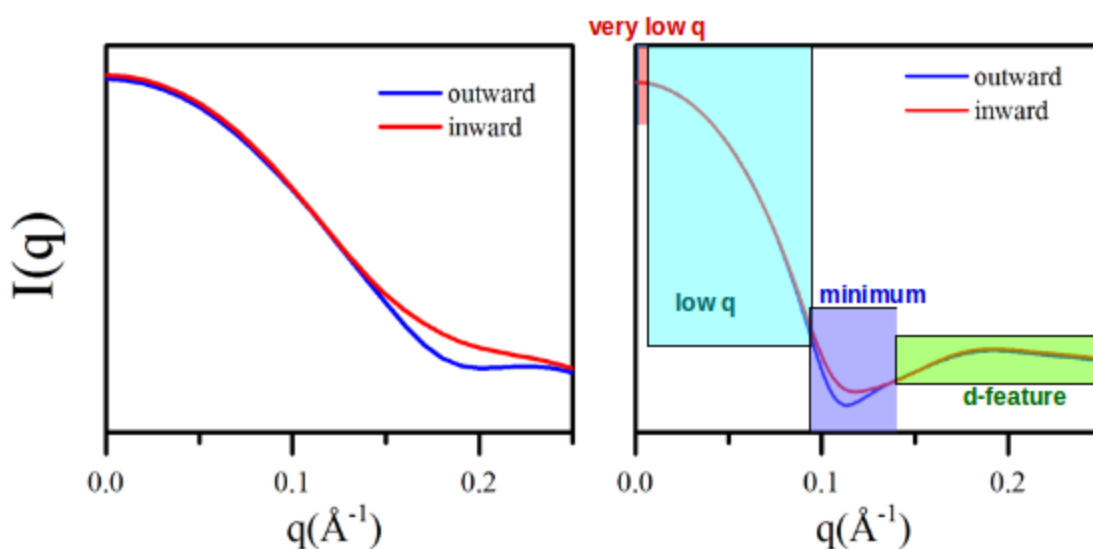 very low q
outward
inward
outward
inward
I(q)
low q
minimum
d-feature
0.0
0.1
0.2
0.0
0.1
0.2
q(Å⁻¹)
q(Å⁻¹)